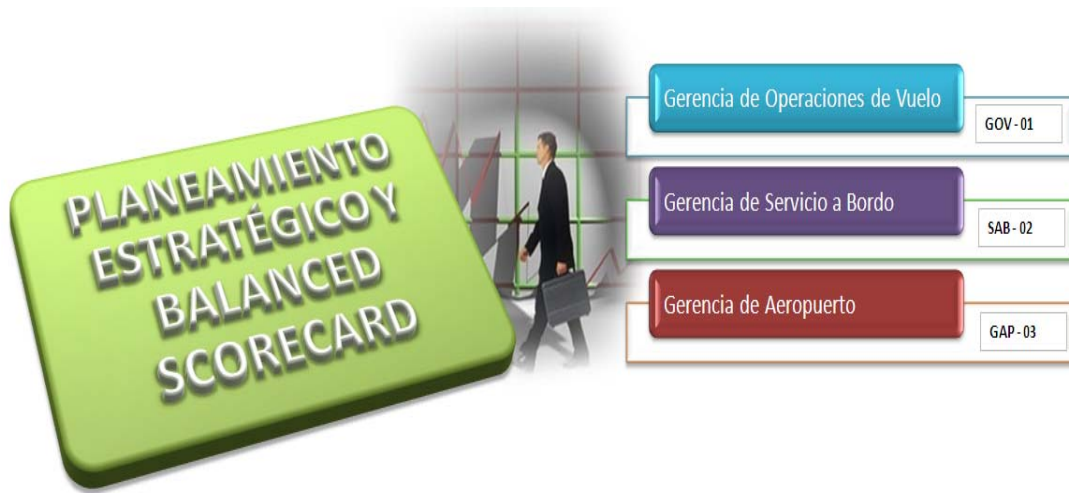 PLANEAMIENTO
ESTRATÉGICO Y
BALANCED
SCORECARD
Gerencia de Operaciones de Vuelo
GOV - 01
Gerencia de Servicio a Bordo
SAB - 02
Gerencia de Aeropuerto
GAP - 03